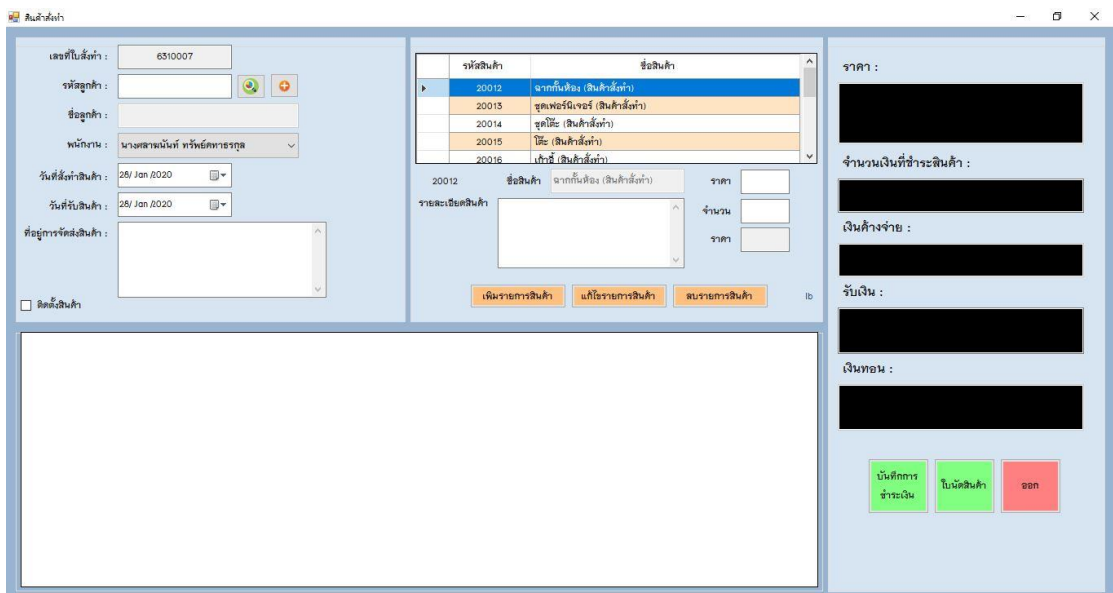 สินค้าสั่งทำ
เลขที่ใบสั่งทำ : 6310007
รหัสลูกค้า :
ชื่อลูกค้า :
พนักงาน : นางศลาฆนันท์ ทรัพย์คทาธรกุล
วันที่สั่งทำสินค้า : 28/ Jan /2020
วันที่รับสินค้า : 28/ Jan /2020
ที่อยู่การจัดส่งสินค้า :
ติดตั้งสินค้า
รหัสสินค้า ชื่อสินค้า
20012 ฉากกั้นห้อง (สินค้าสั่งทำ)
20013 ชุดเฟอร์นิเจอร์ (สินค้าสั่งทำ)
20014 ชุดโต๊ะ (สินค้าสั่งทำ)
20015 โต๊ะ (สินค้าสั่งทำ)
20016 เก้าอี้ (สินค้าสั่งทำ)
20012 ชื่อสินค้า ฉากกั้นห้อง (สินค้าสั่งทำ) ราคา
รายละเอียดสินค้า จำนวน
ราคา
เพิ่มรายการสินค้า แก้ไขรายการสินค้า ลบรายการสินค้า lb
ราคา :
จำนวนเงินที่ชำระสินค้า :
เงินค้างจ่าย :
รับเงิน :
เงินทอน :
บันทึกการ
ชำระเงิน
ใบนัดสินค้า
ออก